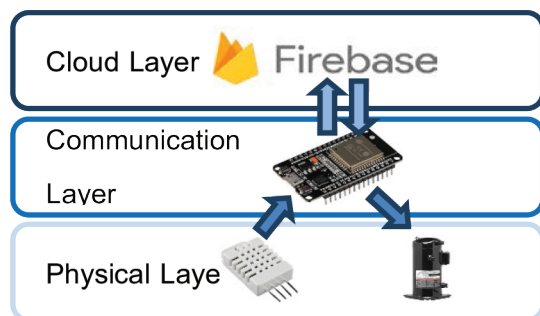 Cloud Layer Firebase
Communication
Layer
Physical Laye